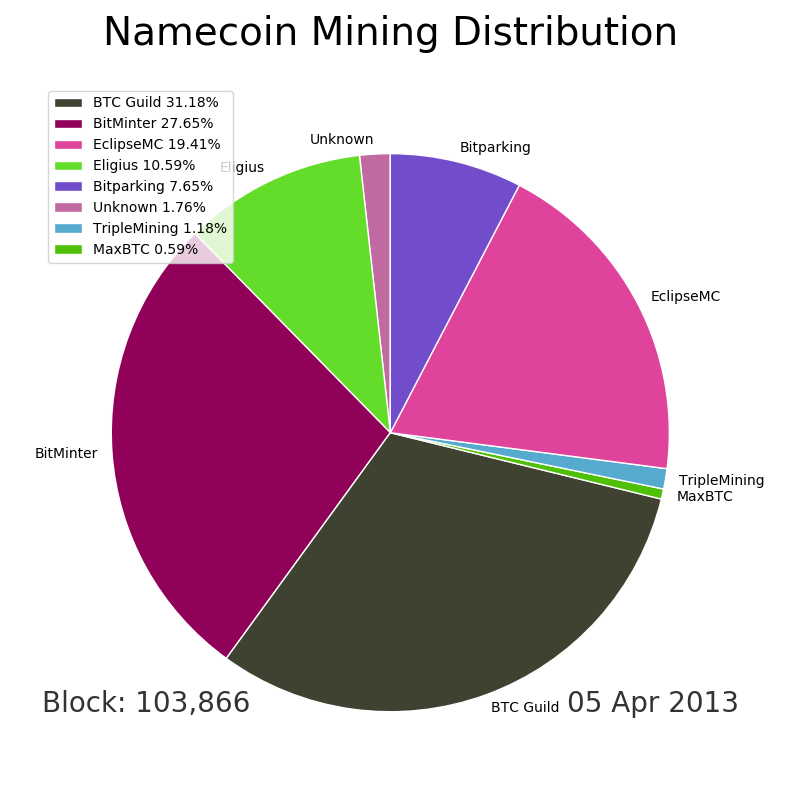 Namecoin Mining Distribution
BTC Guild 31.18%
BitMinter 27.65%
EclipseMC 19.41%
Eligius 10.59%
Bitparking 7.65%
Unknown 1.76%
TripleMining 1.18%
MaxBTC 0.59%
Unknown
Bitparking
Eligius
EclipseMC
BitMinter
TripleMining
MaxBTC
BTC Guild
Block: 103,866
05 Apr 2013